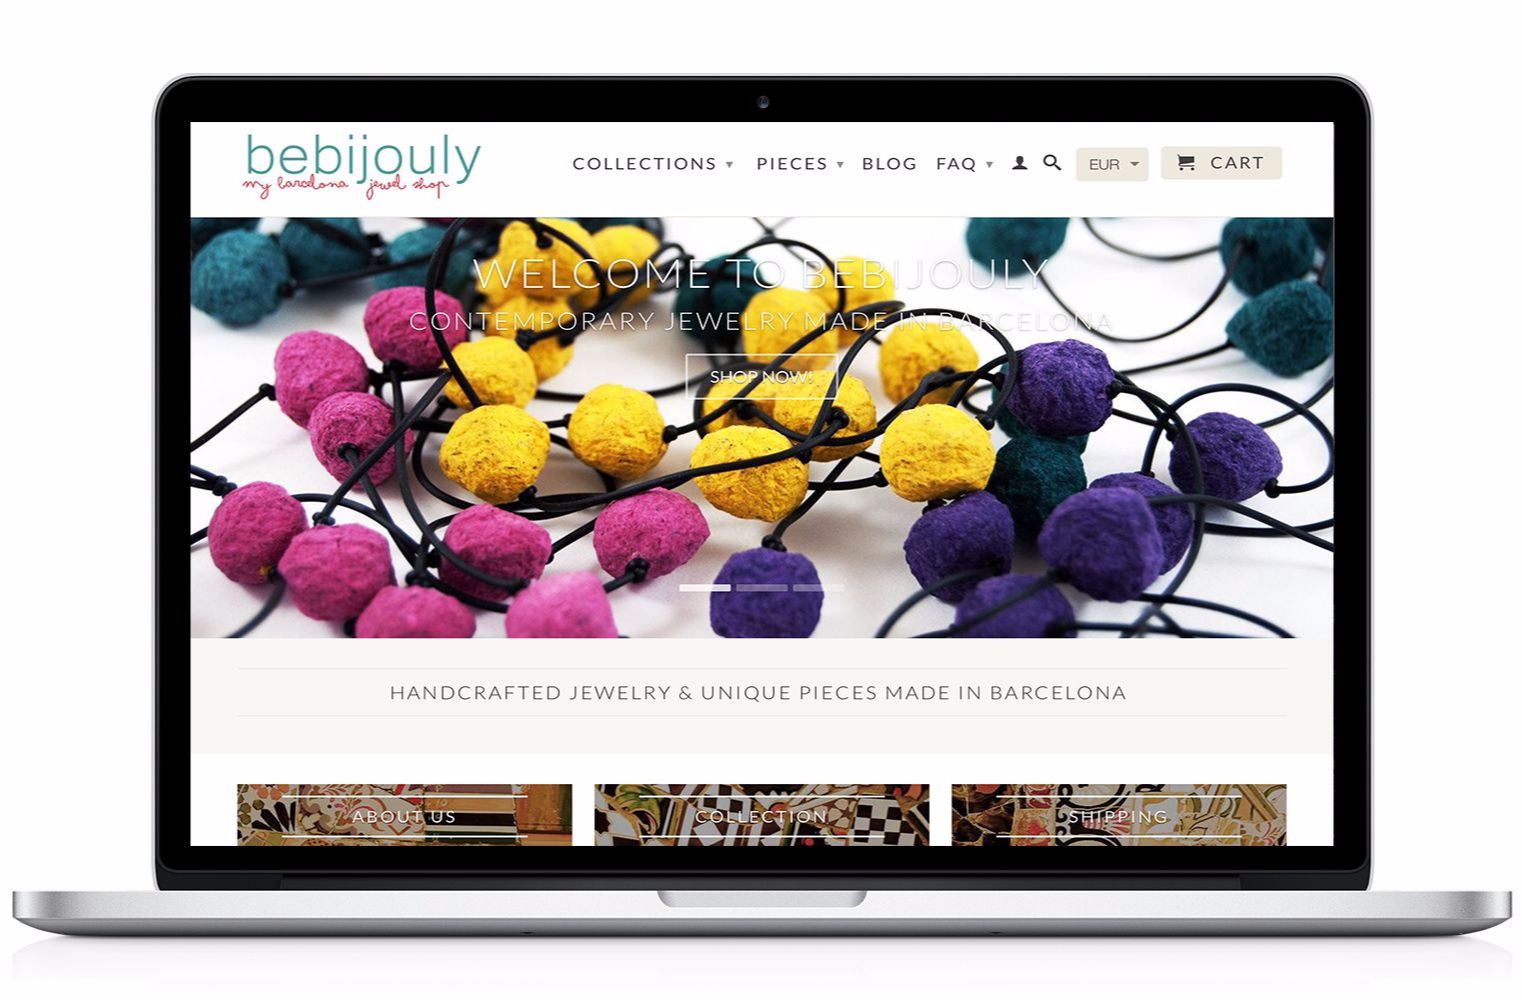 bebijouly
my barcelona jewel shop
COLLECTIONS PIECES BLOG FAQ EUR CART
WELCOME TO BEBIJOULY
CONTEMPORARY JEWELRY MADE IN BARCELONA
SHOP NOW!
HANDCRAFTED JEWELRY & UNIQUE PIECES MADE IN BARCELONA
ABOUT US COLLECTION SHIPPING